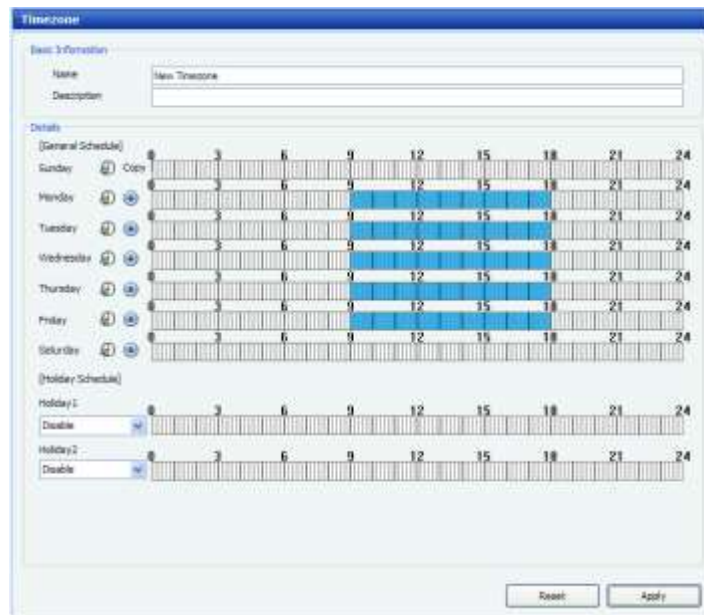 Timezone
Basic Information
Name New Timezone
Description
Details
[General Schedule]
0 3 6 9 12 15 18 21 24
Sunday Copy
0 3 6 9 12 15 18 21 24
Monday
0 3 6 9 12 15 18 21 24
Tuesday
0 3 6 9 12 15 18 21 24
Wednesday
0 3 6 9 12 15 18 21 24
Thursday
0 3 6 9 12 15 18 21 24
Friday
0 3 6 9 12 15 18 21 24
Saturday
[Holiday Schedule]
Holiday1
0 3 6 9 12 15 18 21 24
Disable
Holiday2
0 3 6 9 12 15 18 21 24
Disable
Reset Apply